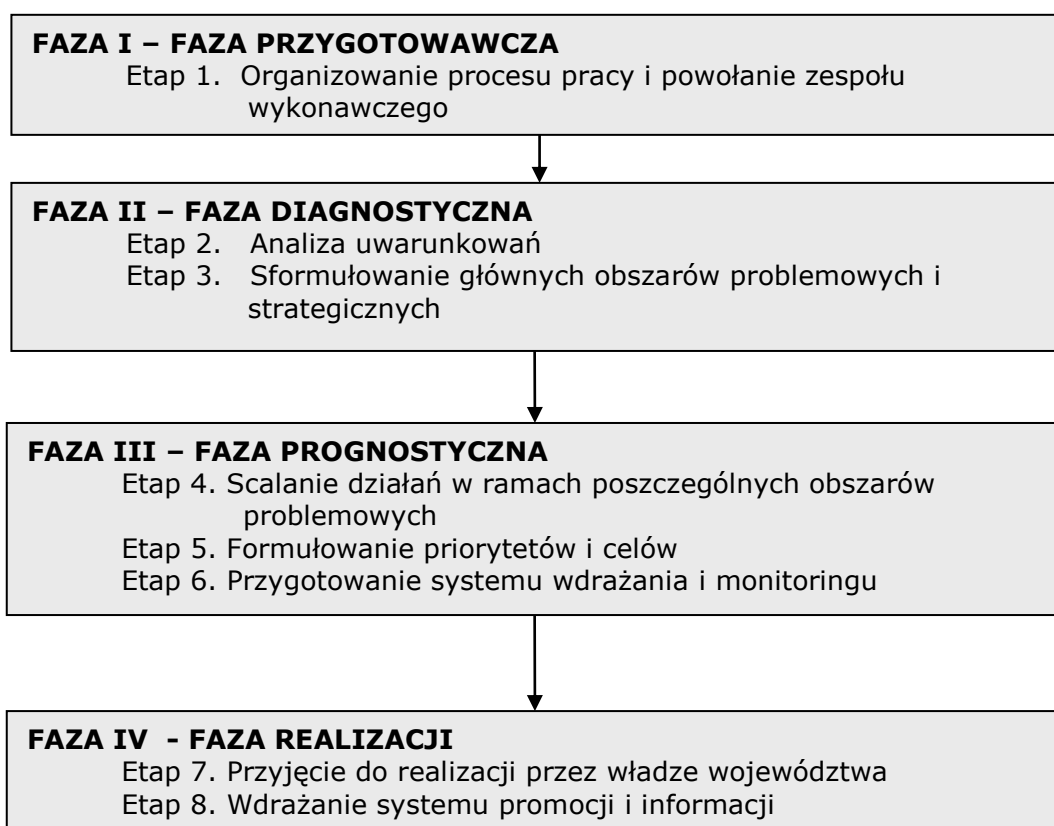 FAZA I – FAZA PRZYGOTOWAWCZA
Etap 1. Organizowanie procesu pracy i powołanie zespołu
wykonawczego
FAZA II – FAZA DIAGNOSTYCZNA
Etap 2. Analiza uwarunkowań
Etap 3. Sformułowanie głównych obszarów problemowych i
strategicznych
FAZA III – FAZA PROGNOSTYCZNA
Etap 4. Scalanie działań w ramach poszczególnych obszarów
problemowych
Etap 5. Formułowanie priorytetów i celów
Etap 6. Przygotowanie systemu wdrażania i monitoringu
FAZA IV - FAZA REALIZACJI
Etap 7. Przyjęcie do realizacji przez władze województwa
Etap 8. Wdrażanie systemu promocji i informacji